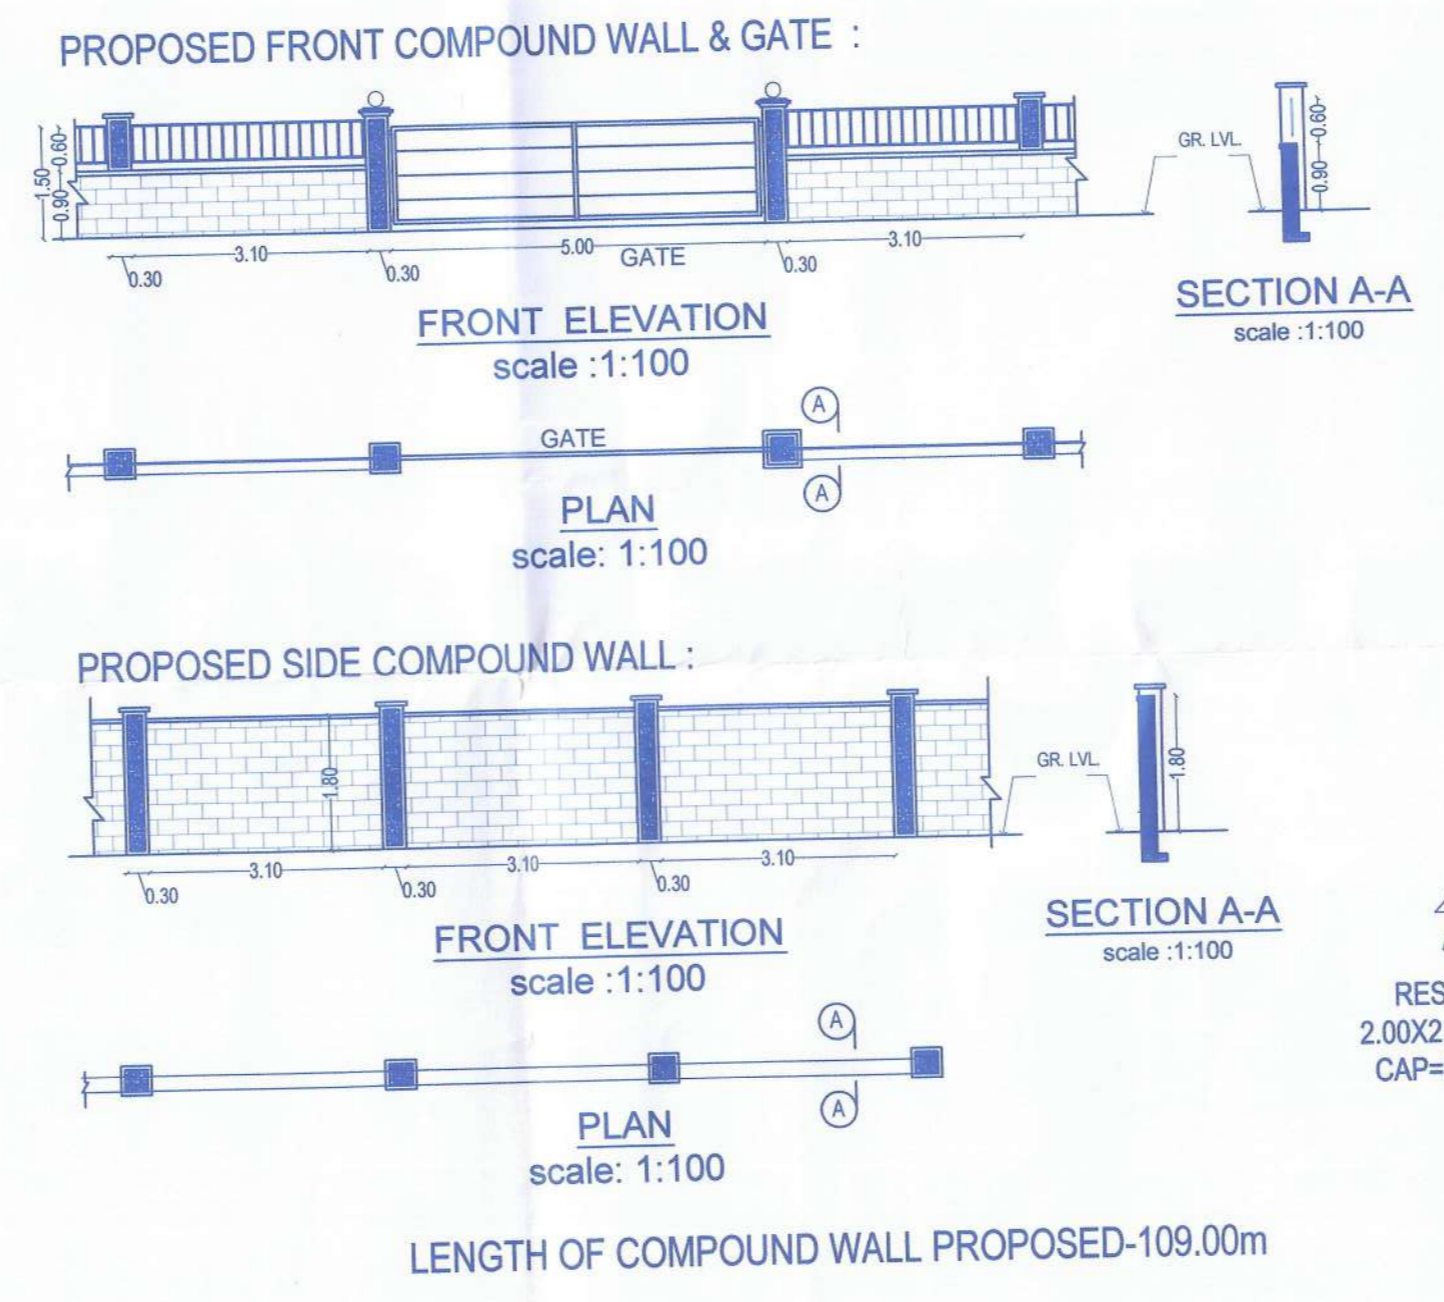 PROPOSED FRONT COMPOUND WALL & GATE :
1.50
0.60
0.90
3.10
5.00
3.10
0.30
0.30
GATE
0.30
FRONT ELEVATION
scale :1:100
GR. LVL.
0.60
0.90
SECTION A-A
scale :1:100
A
GATE
A
PLAN
scale: 1:100
PROPOSED SIDE COMPOUND WALL :
1.80
3.10
3.10
3.10
0.30
0.30
0.30
FRONT ELEVATION
scale :1:100
GR. LVL.
1.80
SECTION A-A
scale :1:100
RES
2.00X2
CAP=
A
A
PLAN
scale: 1:100
LENGTH OF COMPOUND WALL PROPOSED-109.00m